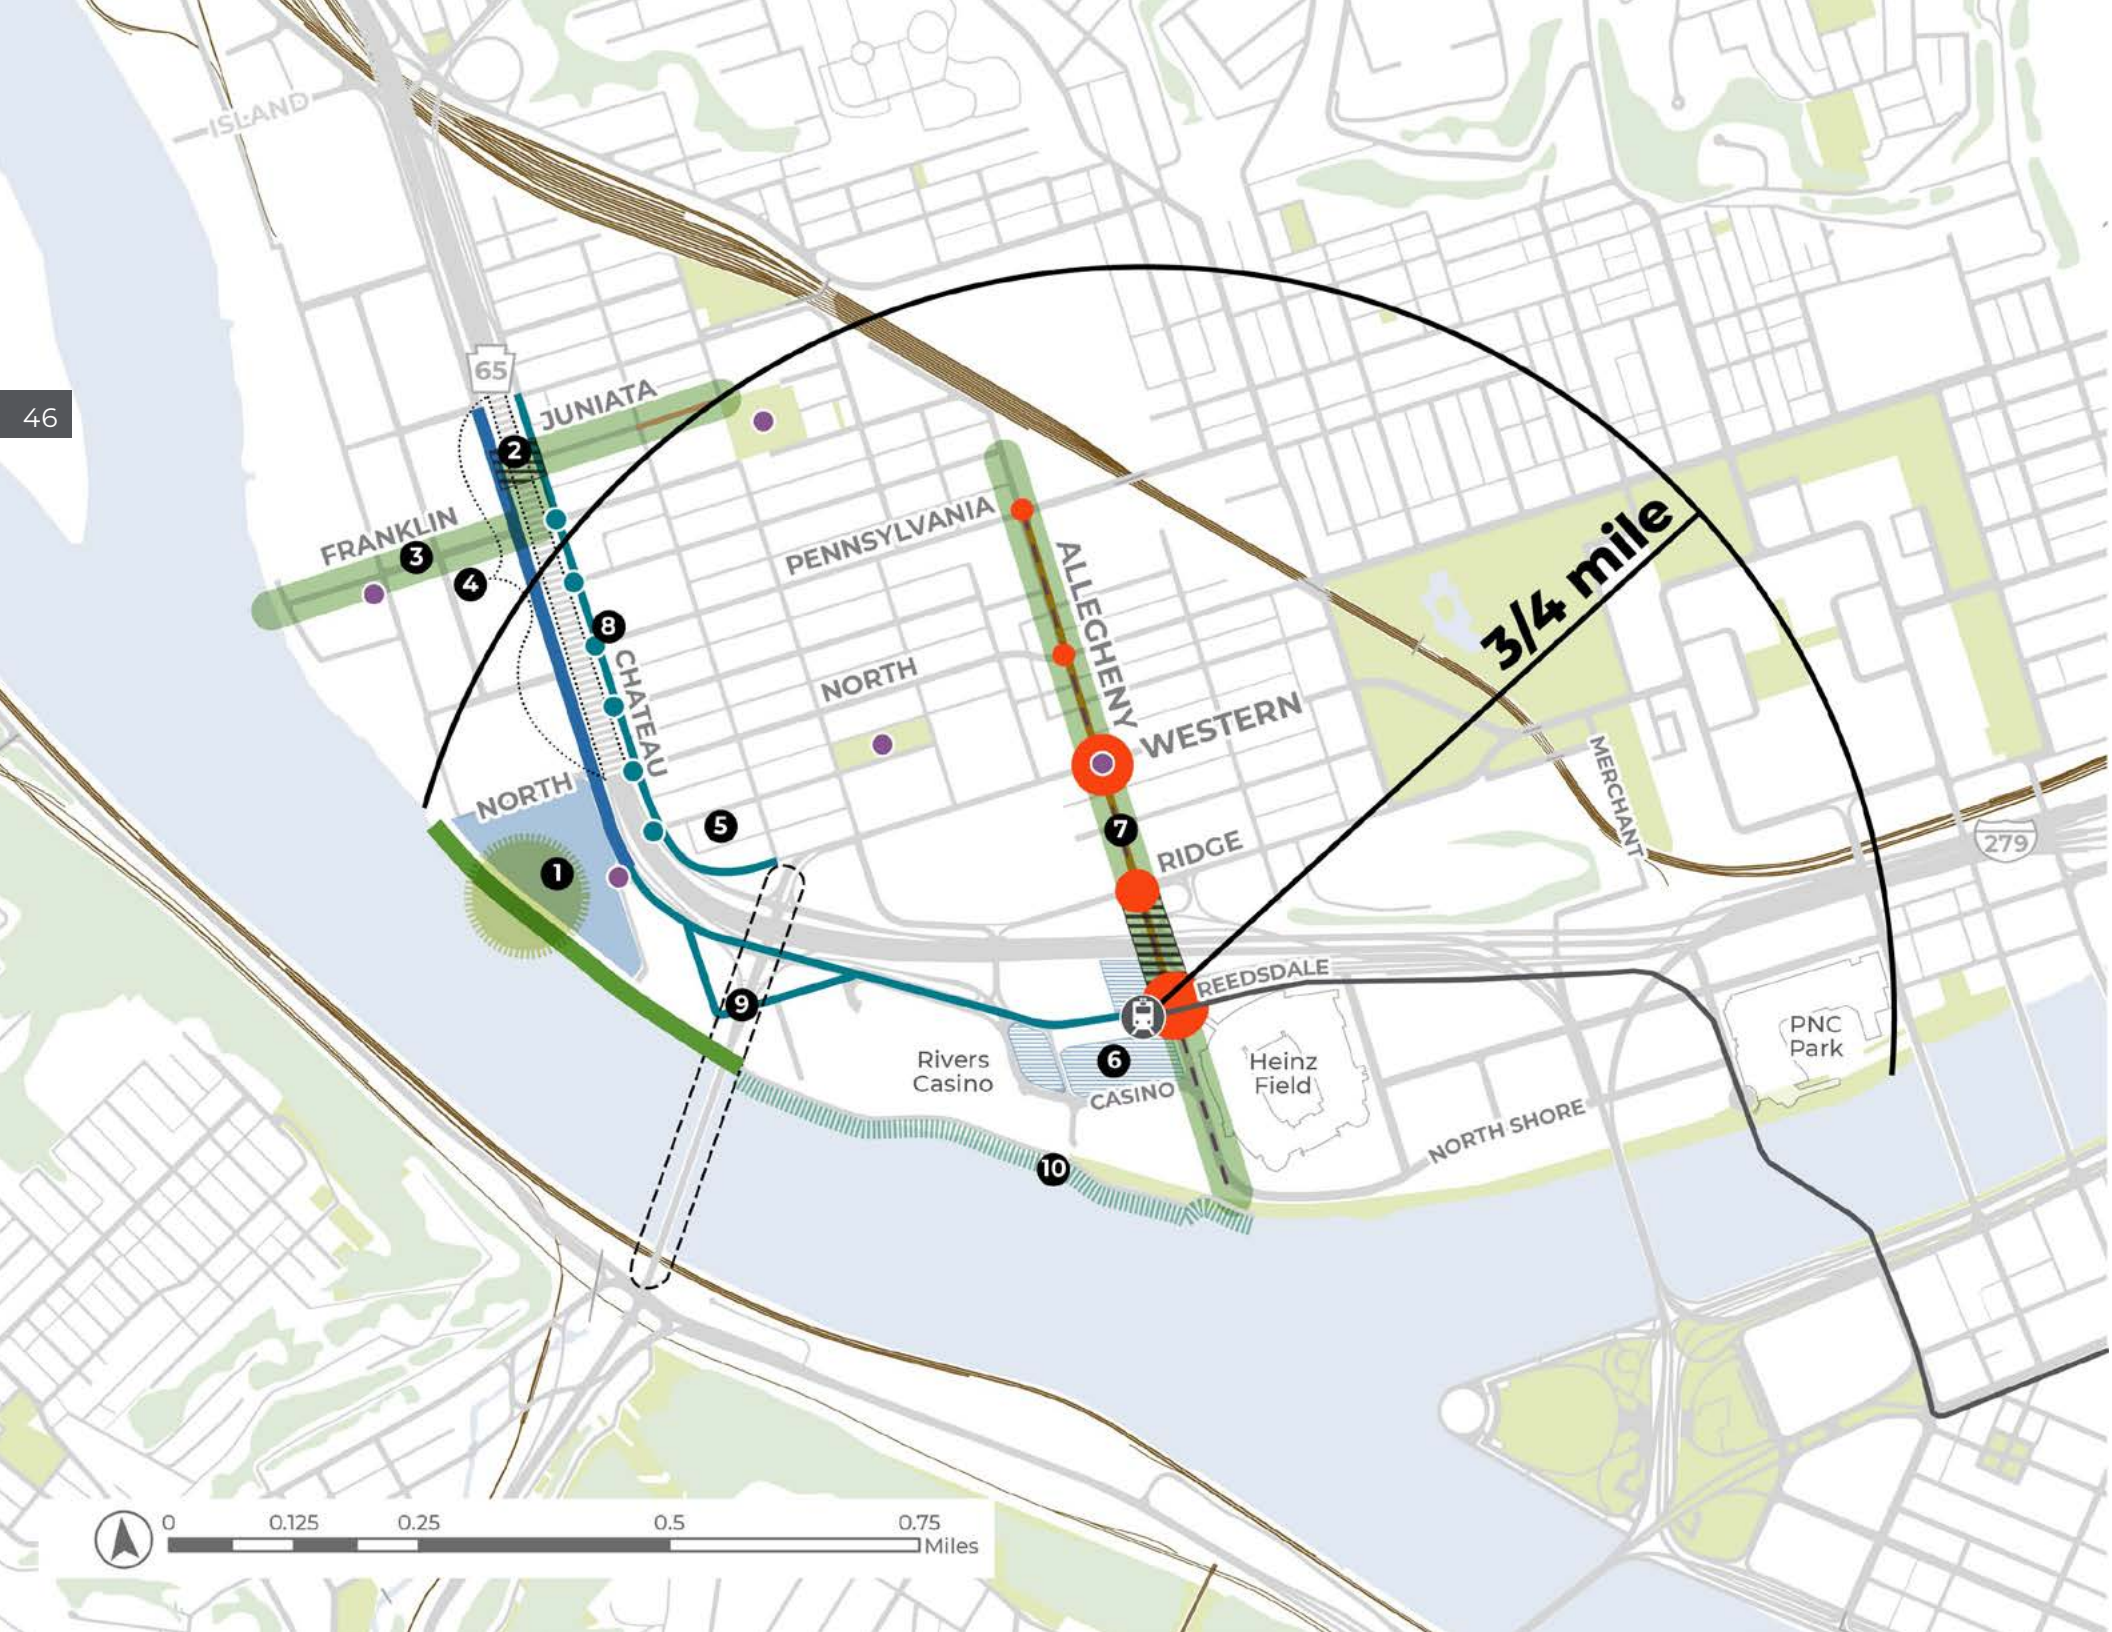 ISLAND
65
46
JUNIATA
2
FRANKLIN
3
4
PENNSYLVANIA
ALLEGHENY
3/4 mile
8
CHATEAU
NORTH
WESTERN
NORTH
5
7
RIDGE
MERCHANT
279
1
REEDSDALE
9
6
Rivers
Casino
CASINO
Heinz
Field
PNC
Park
NORTH SHORE
10
0
0.125
0.25
0.5
0.75
Miles